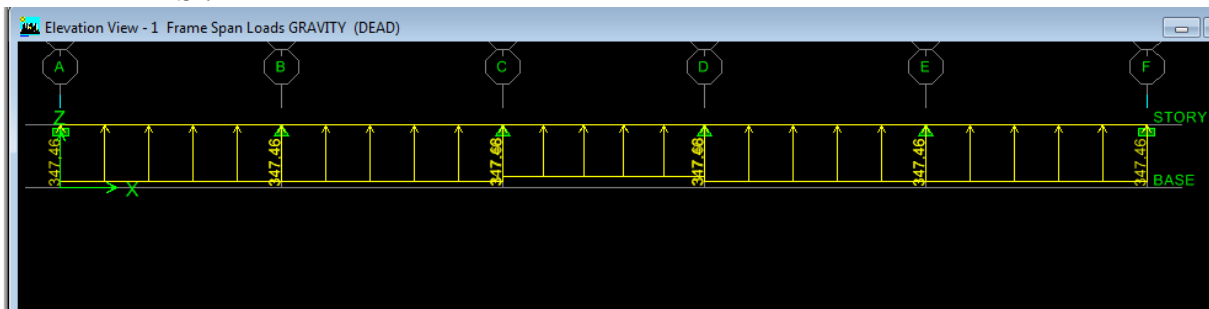 Elevation View - 1 Frame Span Loads GRAVITY (DEAD)
A B C D E F
Z
STORY
347.46 347.46 347.46 347.46
X
BASE